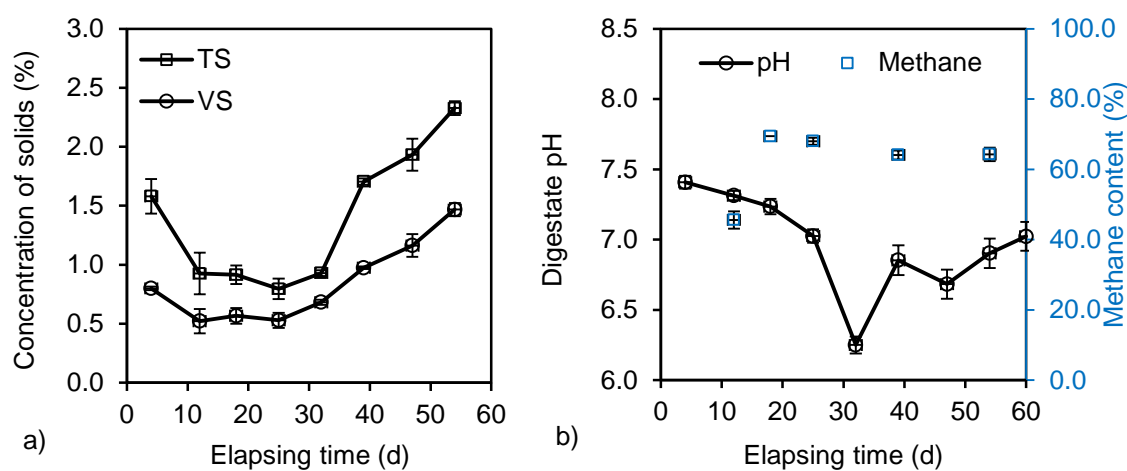 3.0
2.5
2.0
1.5
1.0
0.5
0.0
Concentration of solids (%)
TS
VS
0 10 20 30 40 50 60
Elapsing time (d)
a)
8.5
8.0
7.5
7.0
6.5
6.0
Digestate pH
pH Methane
100.0
80.0
60.0
40.0
20.0
0.0
Methane content (%)
0 10 20 30 40 50 60
Elapsing time (d)
b)